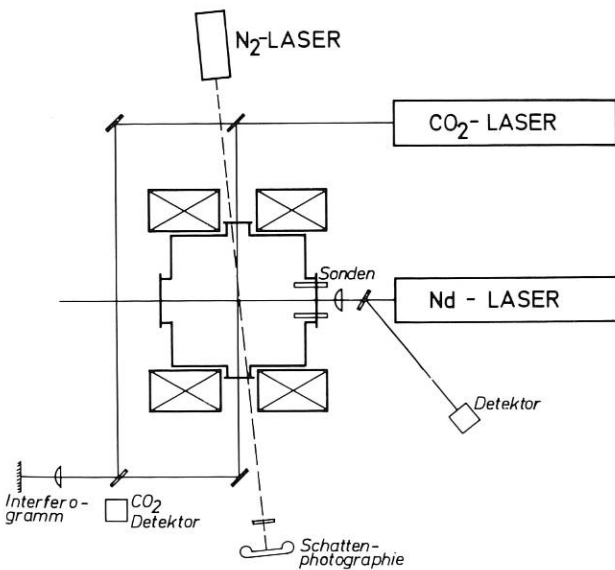 N₂-LASER
CO₂-LASER
Sonden
Nd - LASER
Detektor
Interfero-
gramm
CO₂
Detektor
Schatten-
photographie